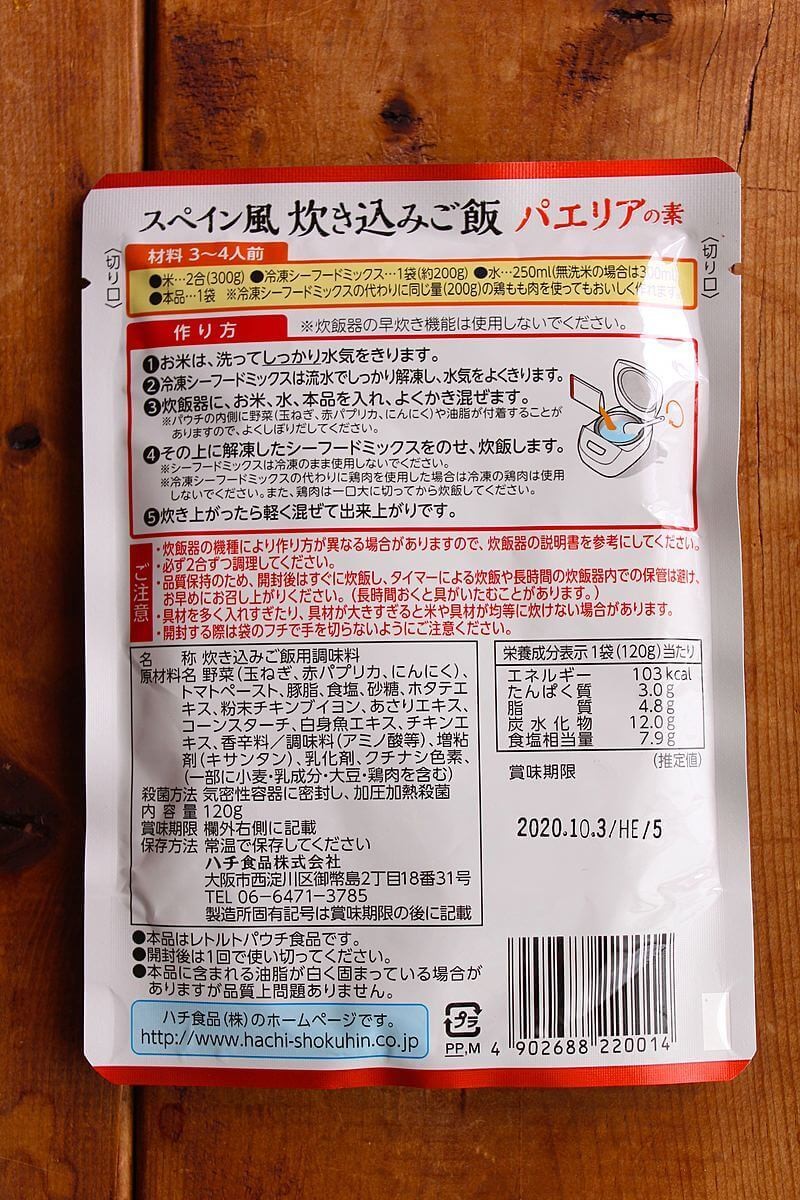 スペイン風 炊き込みご飯 パエリアの素
〈切り口〉
〈切り口〉
材料 3〜4人前
●米…2合(300g) ●冷凍シーフードミックス…1袋(約200g) ●水…250ml(無洗米の場合は300ml)
●本品…1袋 ※冷凍シーフードミックスの代わりに同じ量(200g)の鶏もも肉を使ってもおいしく作れます。
作り方 ※炊飯器の早炊き機能は使用しないでください。
❶お米は、洗ってしっかり水気をきります。
❷冷凍シーフードミックスは流水でしっかり解凍し、水気をよくきります。
❸炊飯器に、お米、水、本品を入れ、よくかき混ぜます。
※パウチの内側に野菜(玉ねぎ、赤パプリカ、にんにく)や油脂が付着することが
ありますので、よくしぼりだしてください。
❹その上に解凍したシーフードミックスをのせ、炊飯します。
※シーフードミックスは冷凍のまま使用しないでください。
※冷凍シーフードミックスの代わりに鶏肉を使用した場合は冷凍の鶏肉は使用
しないでください。また、鶏肉は一口大に切ってから炊飯してください。
❺炊き上がったら軽く混ぜて出来上がりです。
ご注意
・炊飯器の機種により作り方が異なる場合がありますので、炊飯器の説明書を参考にしてください。
・必ず2合ずつ調理してください。
・品質保持のため、開封後はすぐに炊飯し、タイマーによる炊飯や長時間の炊飯器内での保管は避け、
お早めにお召し上がりください。(長時間おくと具がいたむことがあります。)
・具材を多く入れすぎたり、具材が大きすぎると米や具材が均等に炊けない場合があります。
・開封する際は袋のフチで手を切らないようにご注意ください。
名 称 炊き込みご飯用調味料
原材料名 野菜(玉ねぎ、赤パプリカ、にんにく)、
トマトペースト、豚脂、食塩、砂糖、ホタテエ
キス、粉末チキンブイヨン、あさりエキス、
コーンスターチ、白身魚エキス、チキンエ
キス、香辛料／調味料(アミノ酸等)、増粘
剤(キサンタン)、乳化剤、クチナシ色素、
(一部に小麦・乳成分・大豆・鶏肉を含む)
殺菌方法 気密性容器に密封し、加圧加熱殺菌
内容量 120g
賞味期限 欄外右側に記載
保存方法 常温で保存してください
ハチ食品株式会社
大阪市西淀川区御幣島2丁目18番31号
TEL 06−6471−3785
製造所固有記号は賞味期限の後に記載
栄養成分表示 1袋(120g)当たり
エネルギー 103kcal
たんぱく質 3.0g
脂質 4.8g
炭水化物 12.0g
食塩相当量 7.9g
(推定値)
賞味期限
2020.10.3/HE/5
●本品はレトルトパウチ食品です。
●開封後は1回で使い切ってください。
●本品に含まれる油脂が白く固まっている場合が
ありますが品質上問題ありません。
ハチ食品(株)のホームページです。
http://www.hachi-shokuhin.co.jp
プラ
PP,M
4 902688 220014